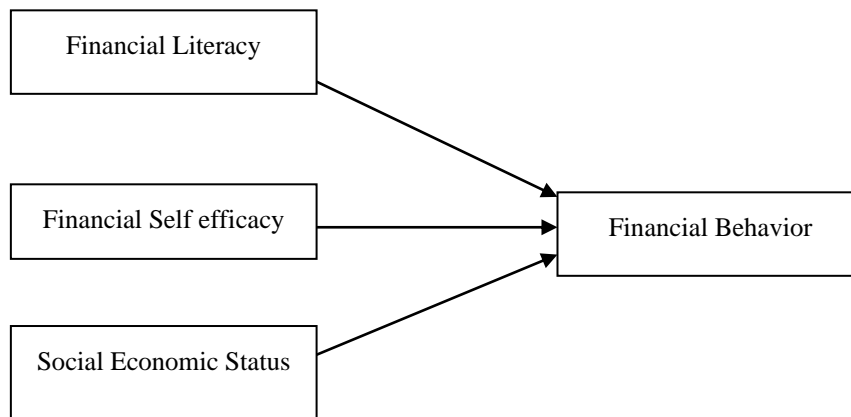 Financial Literacy
Financial Self efficacy
Financial Behavior
Social Economic Status